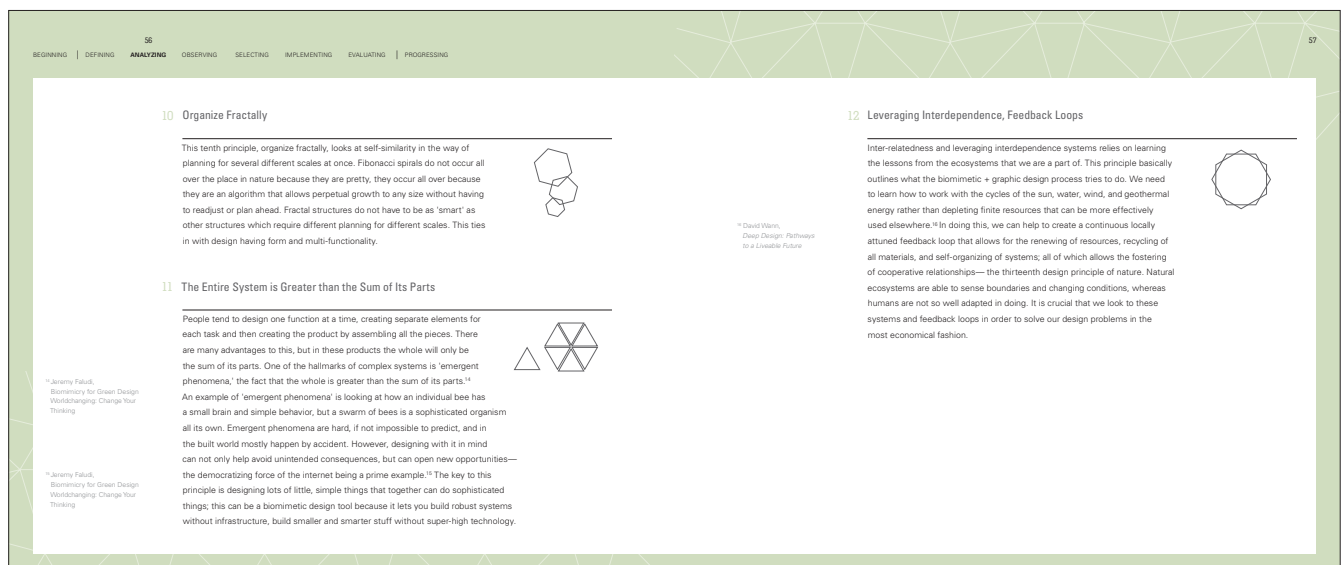 56
BEGINNING | DEFINING ANALYZING OBSERVING SELECTING IMPLEMENTING EVALUATING | PROGRESSING
10 Organize Fractally
This tenth principle, organize fractally, looks at self-similarity in the way of
planning for several different scales at once. Fibonacci spirals do not occur all
over the place in nature because they are pretty, they occur all over because
they are an algorithm that allows perpetual growth to any size without having
to readjust or plan ahead. Fractal structures do not have to be as 'smart' as
other structures which require different planning for different scales. This ties
in with design having form and multi-functionality.
11 The Entire System is Greater than the Sum of Its Parts
People tend to design one function at a time, creating separate elements for
each task and then creating the product by assembling all the pieces. There
are many advantages to this, but in these products the whole will only be
the sum of its parts. One of the hallmarks of complex systems is 'emergent
phenomena,' the fact that the whole is greater than the sum of its parts.¹⁴
An example of 'emergent phenomena' is looking at how an individual bee has
a small brain and simple behavior, but a swarm of bees is a sophisticated organism
all its own. Emergent phenomena are hard, if not impossible to predict, and in
the built world mostly happen by accident. However, designing with it in mind
can not only help avoid unintended consequences, but can open new opportunities—
the democratizing force of the internet being a prime example.¹⁵ The key to this
principle is designing lots of little, simple things that together can do sophisticated
things; this can be a biomimetic design tool because it lets you build robust systems
without infrastructure, build smaller and smarter stuff without super-high technology.
Jeremy Faludi,
Biomimicry for Green Design
Worldchanging: Change Your
Thinking
Jeremy Faludi,
Biomimicry for Green Design
Worldchanging: Change Your
Thinking
57
12 Leveraging Interdependence, Feedback Loops
Inter-relatedness and leveraging interdependence systems relies on learning
the lessons from the ecosystems that we are a part of. This principle basically
outlines what the biomimetic + graphic design process tries to do. We need
to learn how to work with the cycles of the sun, water, wind, and geothermal
energy rather than depleting finite resources that can be more effectively
used elsewhere.¹⁶ In doing this, we can help to create a continuous locally
attuned feedback loop that allows for the renewing of resources, recycling of
all materials, and self-organizing of systems; all of which allows the fostering
of cooperative relationships— the thirteenth design principle of nature. Natural
ecosystems are able to sense boundaries and changing conditions, whereas
humans are not so well adapted in doing. It is crucial that we look to these
systems and feedback loops in order to solve our design problems in the
most economical fashion.
David Wann,
Deep Design: Pathways
to a Liveable Future